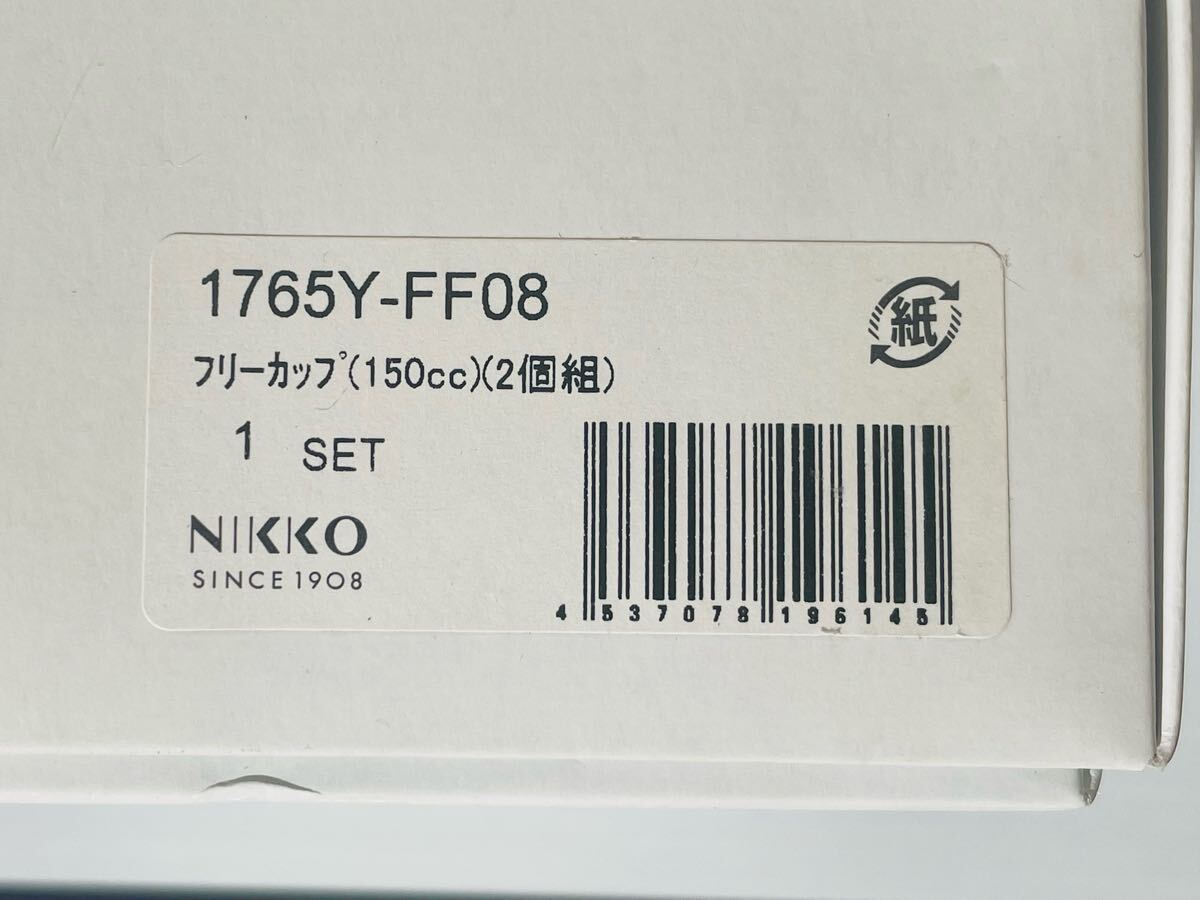 1765Y-FF08
紙
フリーカップ(150cc)(2個組)
1 SET
NIKKO
SINCE 1908
4 537078 196145